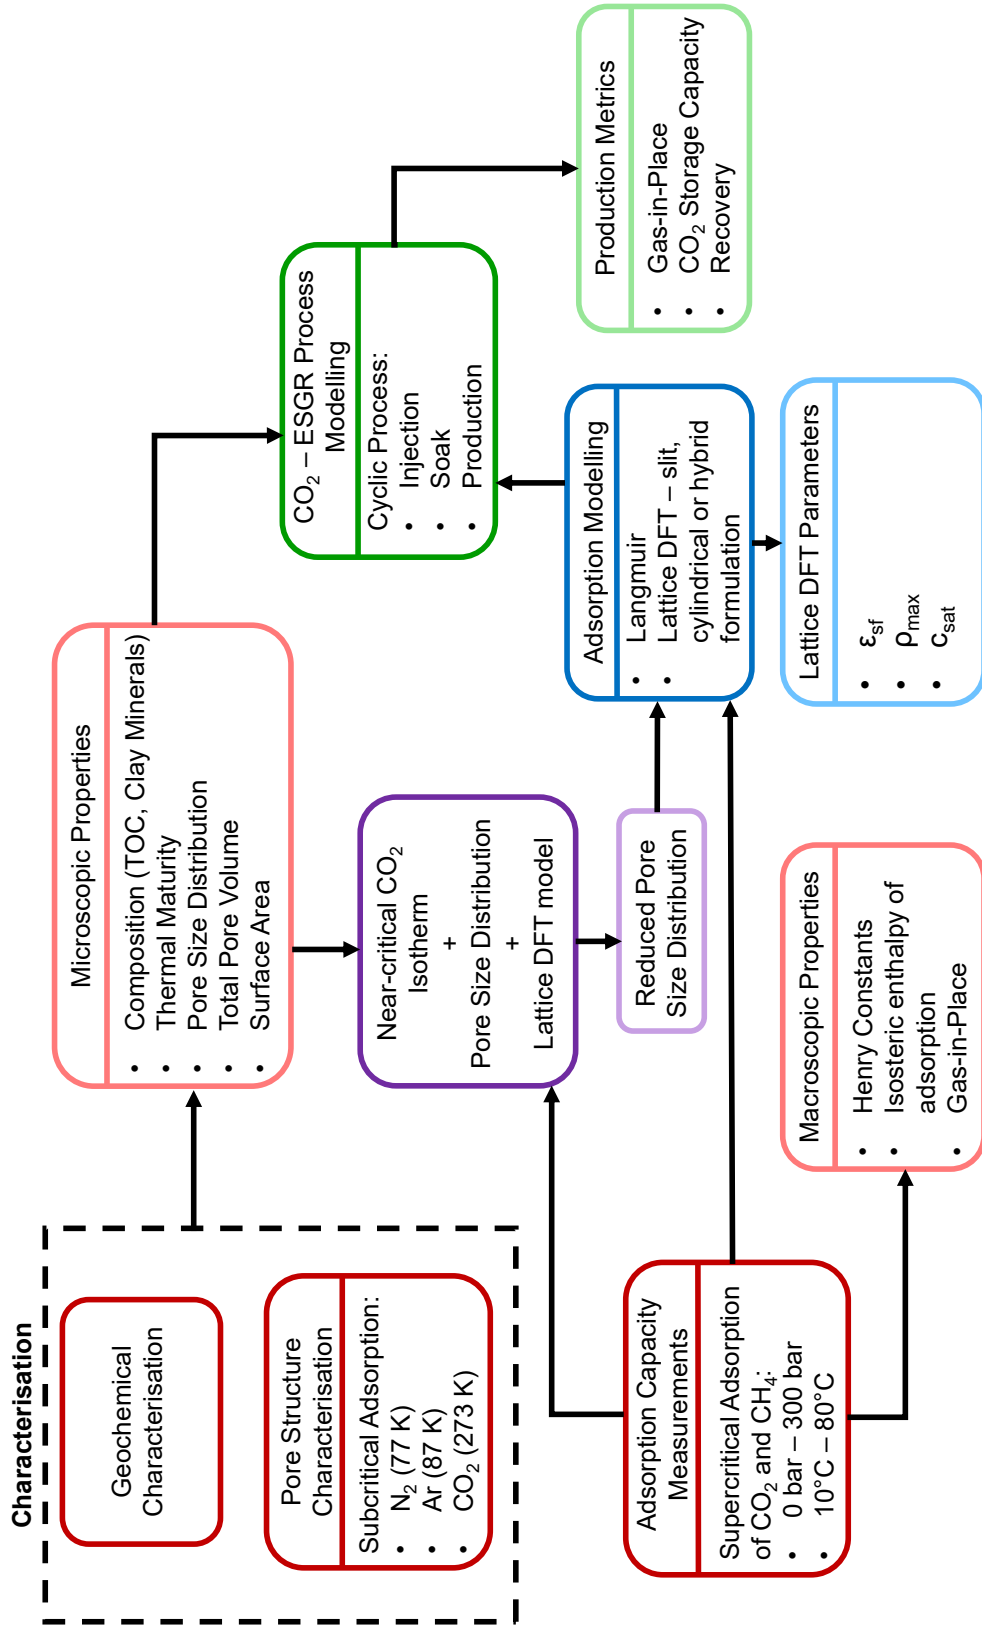 Characterisation
Geochemical
Characterisation
Pore Structure
Characterisation
Subcritical Adsorption:
• N₂ (77 K)
• Ar (87 K)
• CO₂ (273 K)
Adsorption Capacity
Measurements
Supercritical Adsorption
of CO₂ and CH₄:
• 0 bar – 300 bar
• 10°C – 80°C
Microscopic Properties
• Composition (TOC, Clay Minerals)
• Thermal Maturity
• Pore Size Distribution
• Total Pore Volume
• Surface Area
Near-critical CO₂
Isotherm
+
Pore Size Distribution
+
Lattice DFT model
Reduced Pore
Size Distribution
Macroscopic Properties
• Henry Constants
• Isosteric enthalpy of
adsorption
• Gas-in-Place
CO₂ – ESGR Process
Modelling
Cyclic Process:
• Injection
• Soak
• Production
Adsorption Modelling
• Langmuir
• Lattice DFT – slit,
cylindrical or hybrid
formulation
Lattice DFT Parameters
• εsf
• ρmax
• csat
Production Metrics
• Gas-in-Place
• CO₂ Storage Capacity
• Recovery